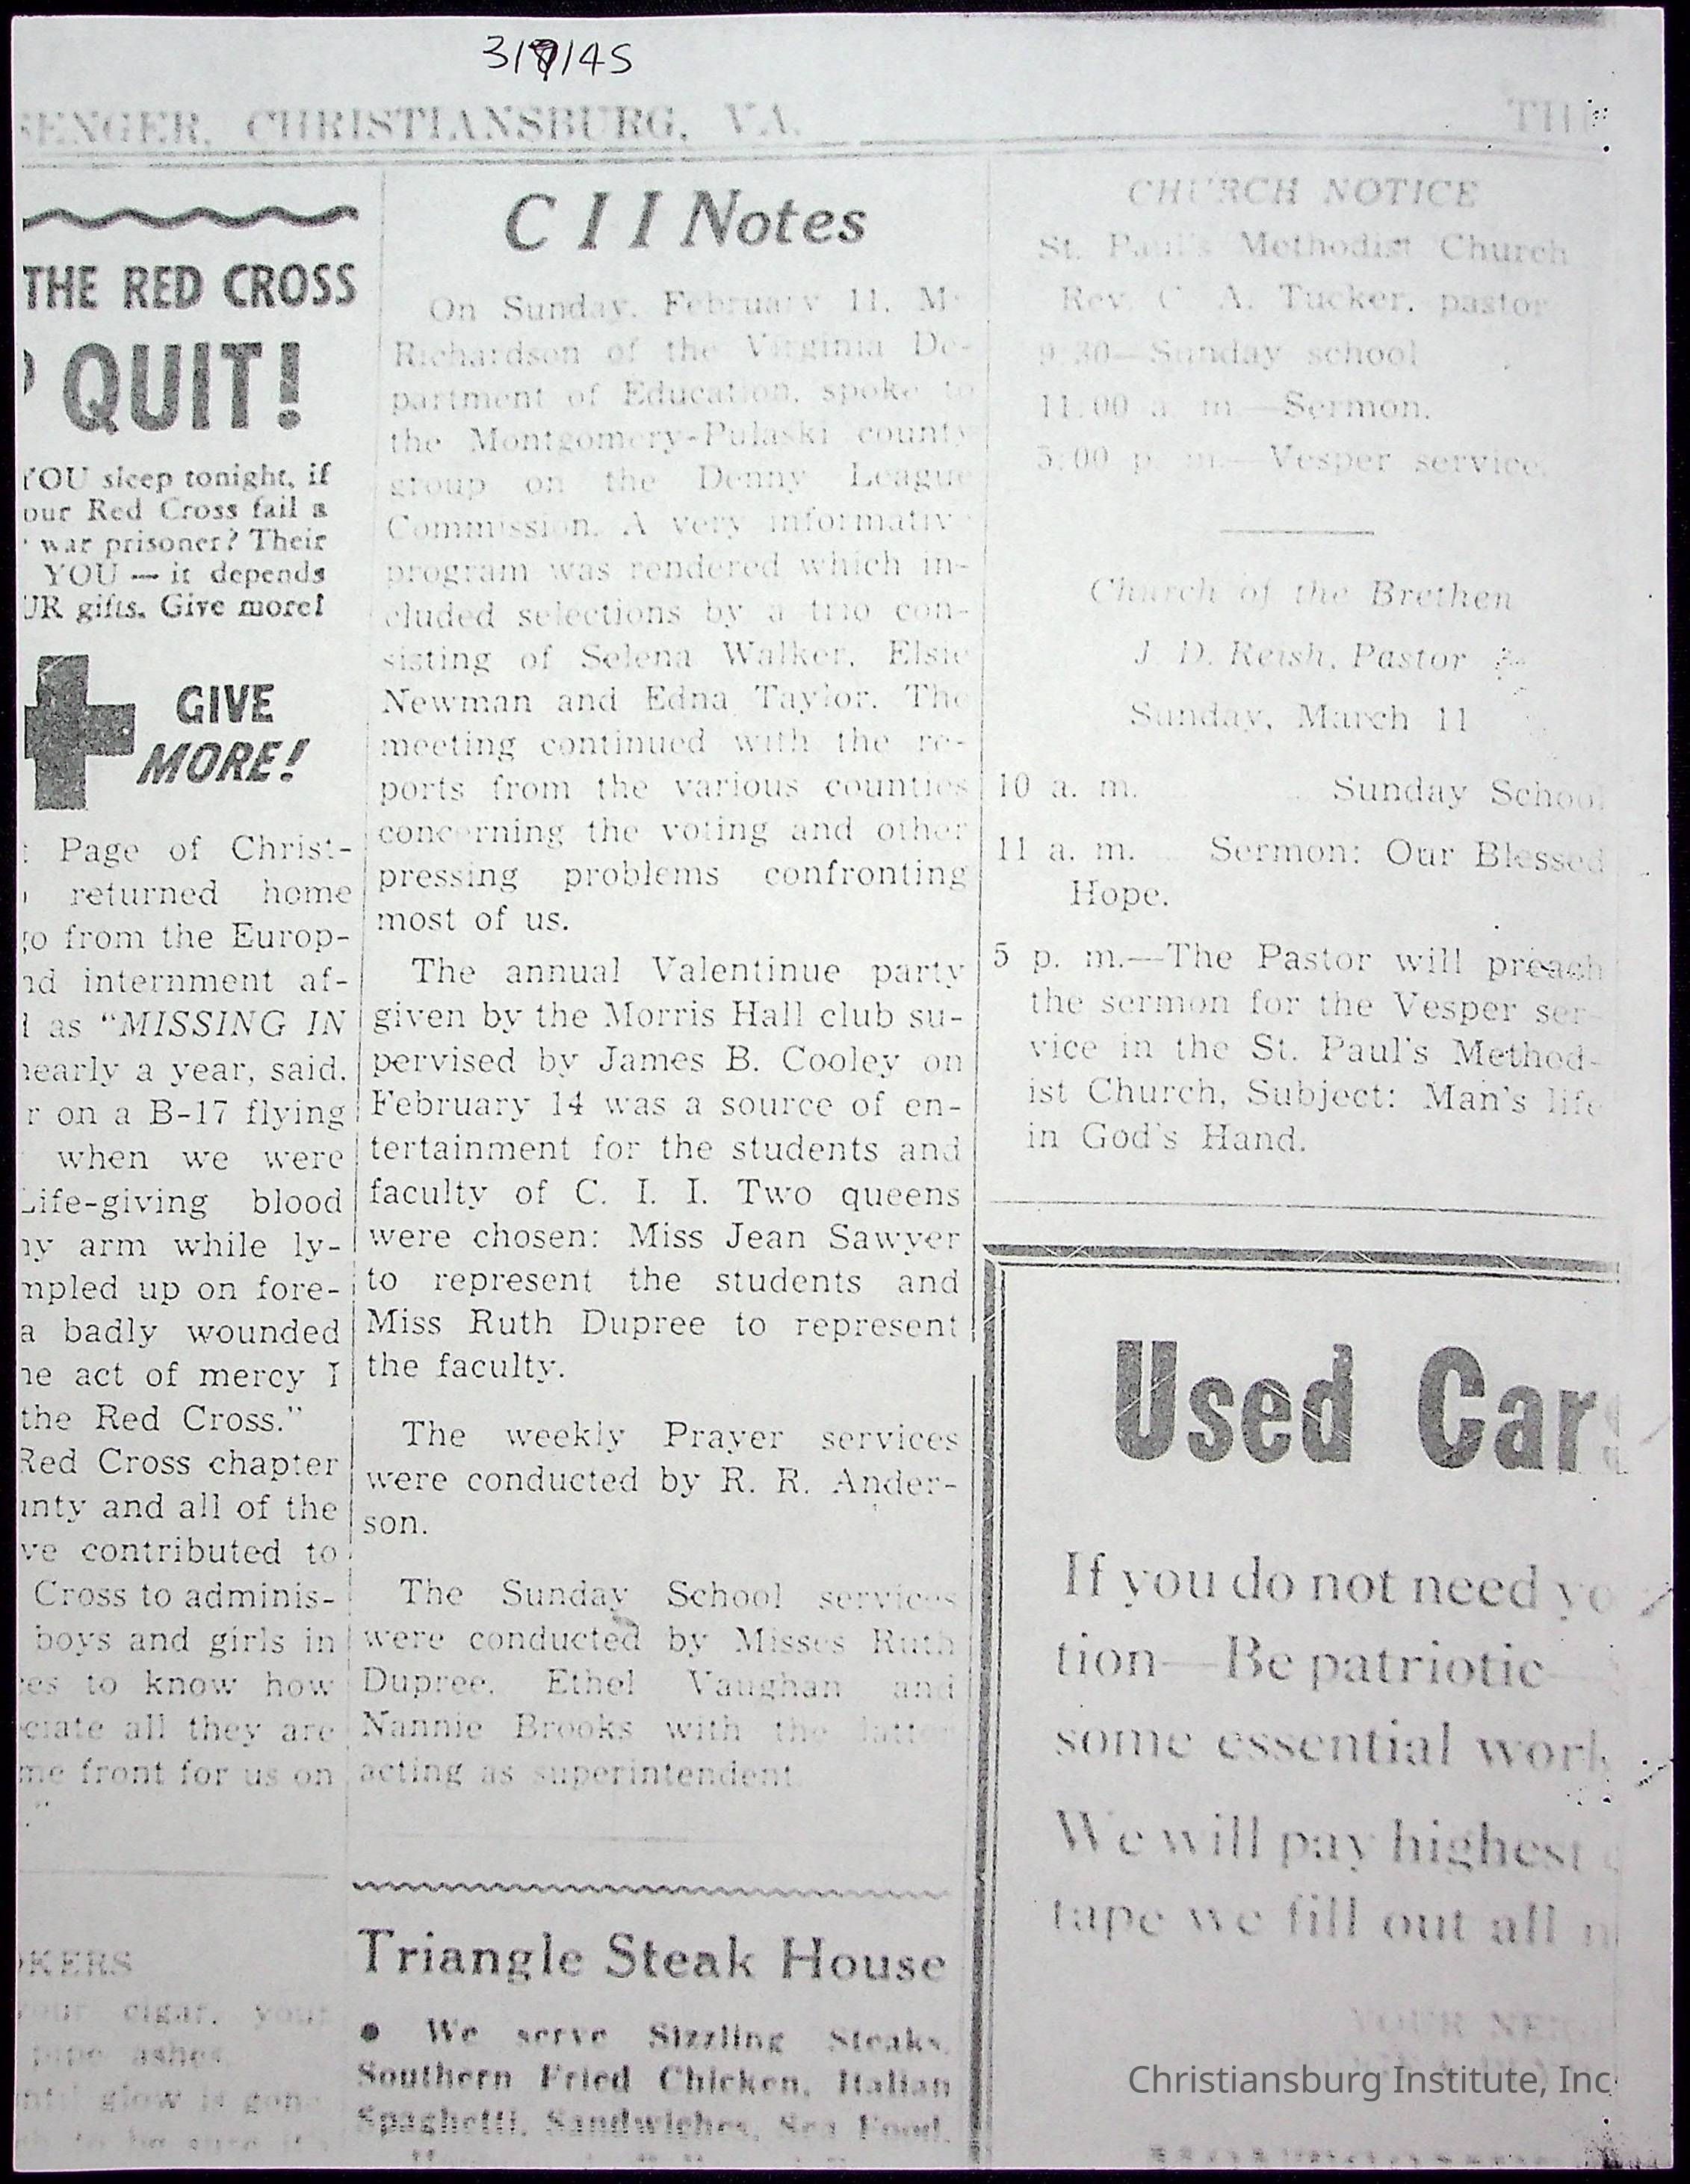 SENGER, CHRISTIANSBURG, VA.
THE RED CROSS
QUIT!
YOU sleep tonight, if
our Red Cross fail a
war prisoner? Their
YOU — it depends
UR gifts. Give more!
GIVE
MORE!
Page of Christ-
returned home
go from the Europ-
nd internment af-
as "MISSING IN
nearly a year, said,
r on a B-17 flying
when we were
Life-giving blood
my arm while ly-
mpled up on fore-
a badly wounded
he act of mercy I
the Red Cross."
Red Cross chapter
unty and all of the
ve contributed to
Cross to adminis-
boys and girls in
ces to know how
ciate all they are
me front for us on
"
KERS
your cigar, your
pipe ashes
glow is gone
C I I Notes
On Sunday, February 11, M
Richardson of the Virginia De-
partment of Education, spoke to
the Montgomery-Pulaski county
group on the Denny League
Commission. A very informativ
program was rendered which in-
cluded selections by a trio con-
sisting of Selena Walker, Elsie
Newman and Edna Taylor. The
meeting continued with the re-
ports from the various counties
concerning the voting and other
pressing problems confronting
most of us.
The annual Valentinue party
given by the Morris Hall club su-
pervised by James B. Cooley on
February 14 was a source of en-
tertainment for the students and
faculty of C. I. I. Two queens
were chosen: Miss Jean Sawyer
to represent the students and
Miss Ruth Dupree to represent
the faculty.
The weekly Prayer services
were conducted by R. R. Ander-
son.
The Sunday School services
were conducted by Misses Ruth
Dupree, Ethel Vaughan and
Nannie Brooks with the latter
acting as superintendent.
Triangle Steak House
● We serve Sizzling Steaks,
Southern Fried Chicken, Italian
Spaghetti, Sandwiches, Sea Food,
TH
CHURCH NOTICE
St. Paul's Methodist Church
Rev. C. A. Tucker, pastor
9:30—Sunday school
11:00 a. m.—Sermon.
5:00 p. m.—Vesper service.
Church of the Brethen
J. D. Reish, Pastor
Sunday, March 11
10 a. m. Sunday School
11 a. m. Sermon: Our Blessed
Hope.
5 p. m.—The Pastor will preach
the sermon for the Vesper ser-
vice in the St. Paul's Method-
ist Church, Subject: Man's life
in God's Hand.
Used Cars
If you do not need yo
tion—Be patriotic—
some essential work
We will pay highest
tape we fill out all
YOUR NE
Christiansburg Institute, Inc